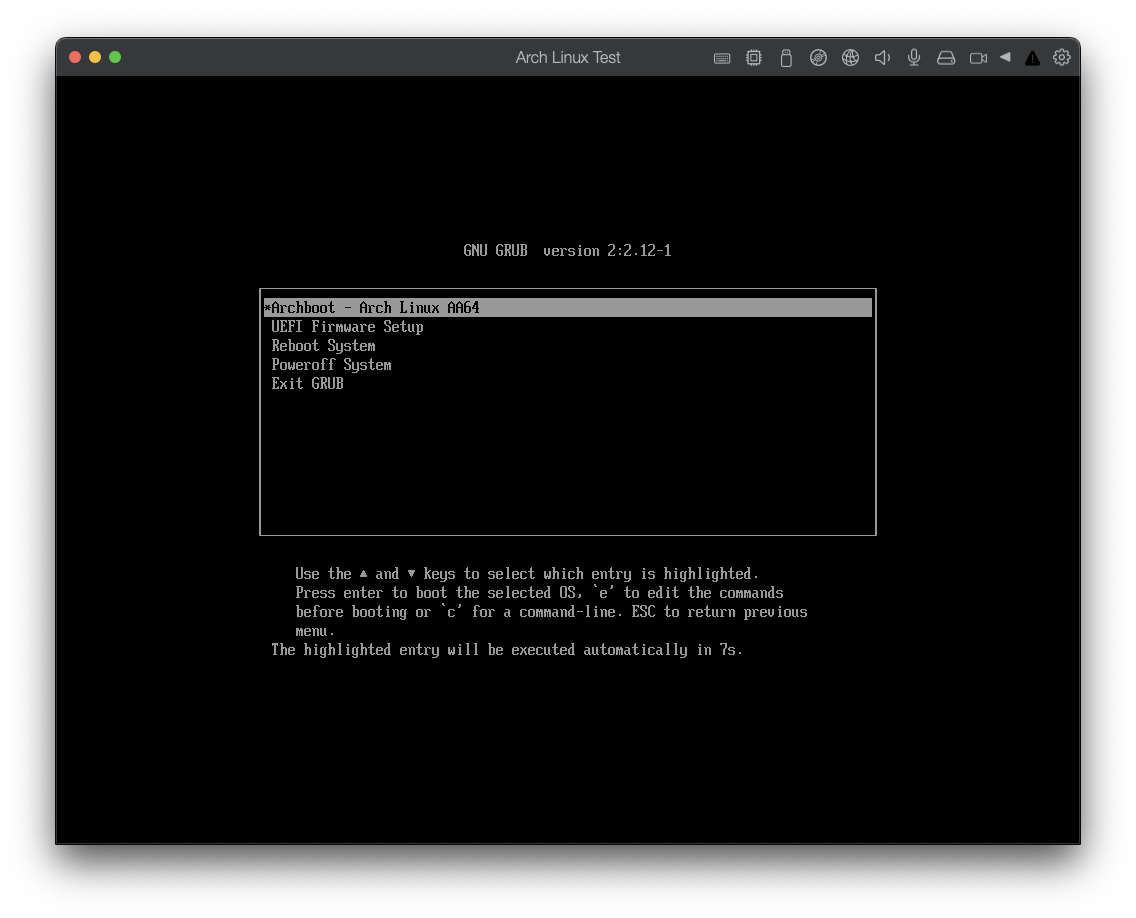 Arch Linux Test
GNU GRUB  version 2:2.12-1
*Archboot - Arch Linux AA64
UEFI Firmware Setup
Reboot System
Poweroff System
Exit GRUB
Use the ▲ and ▼ keys to select which entry is highlighted.
Press enter to boot the selected OS, `e' to edit the commands
before booting or `c' for a command-line. ESC to return previous
menu.
The highlighted entry will be executed automatically in 7s.